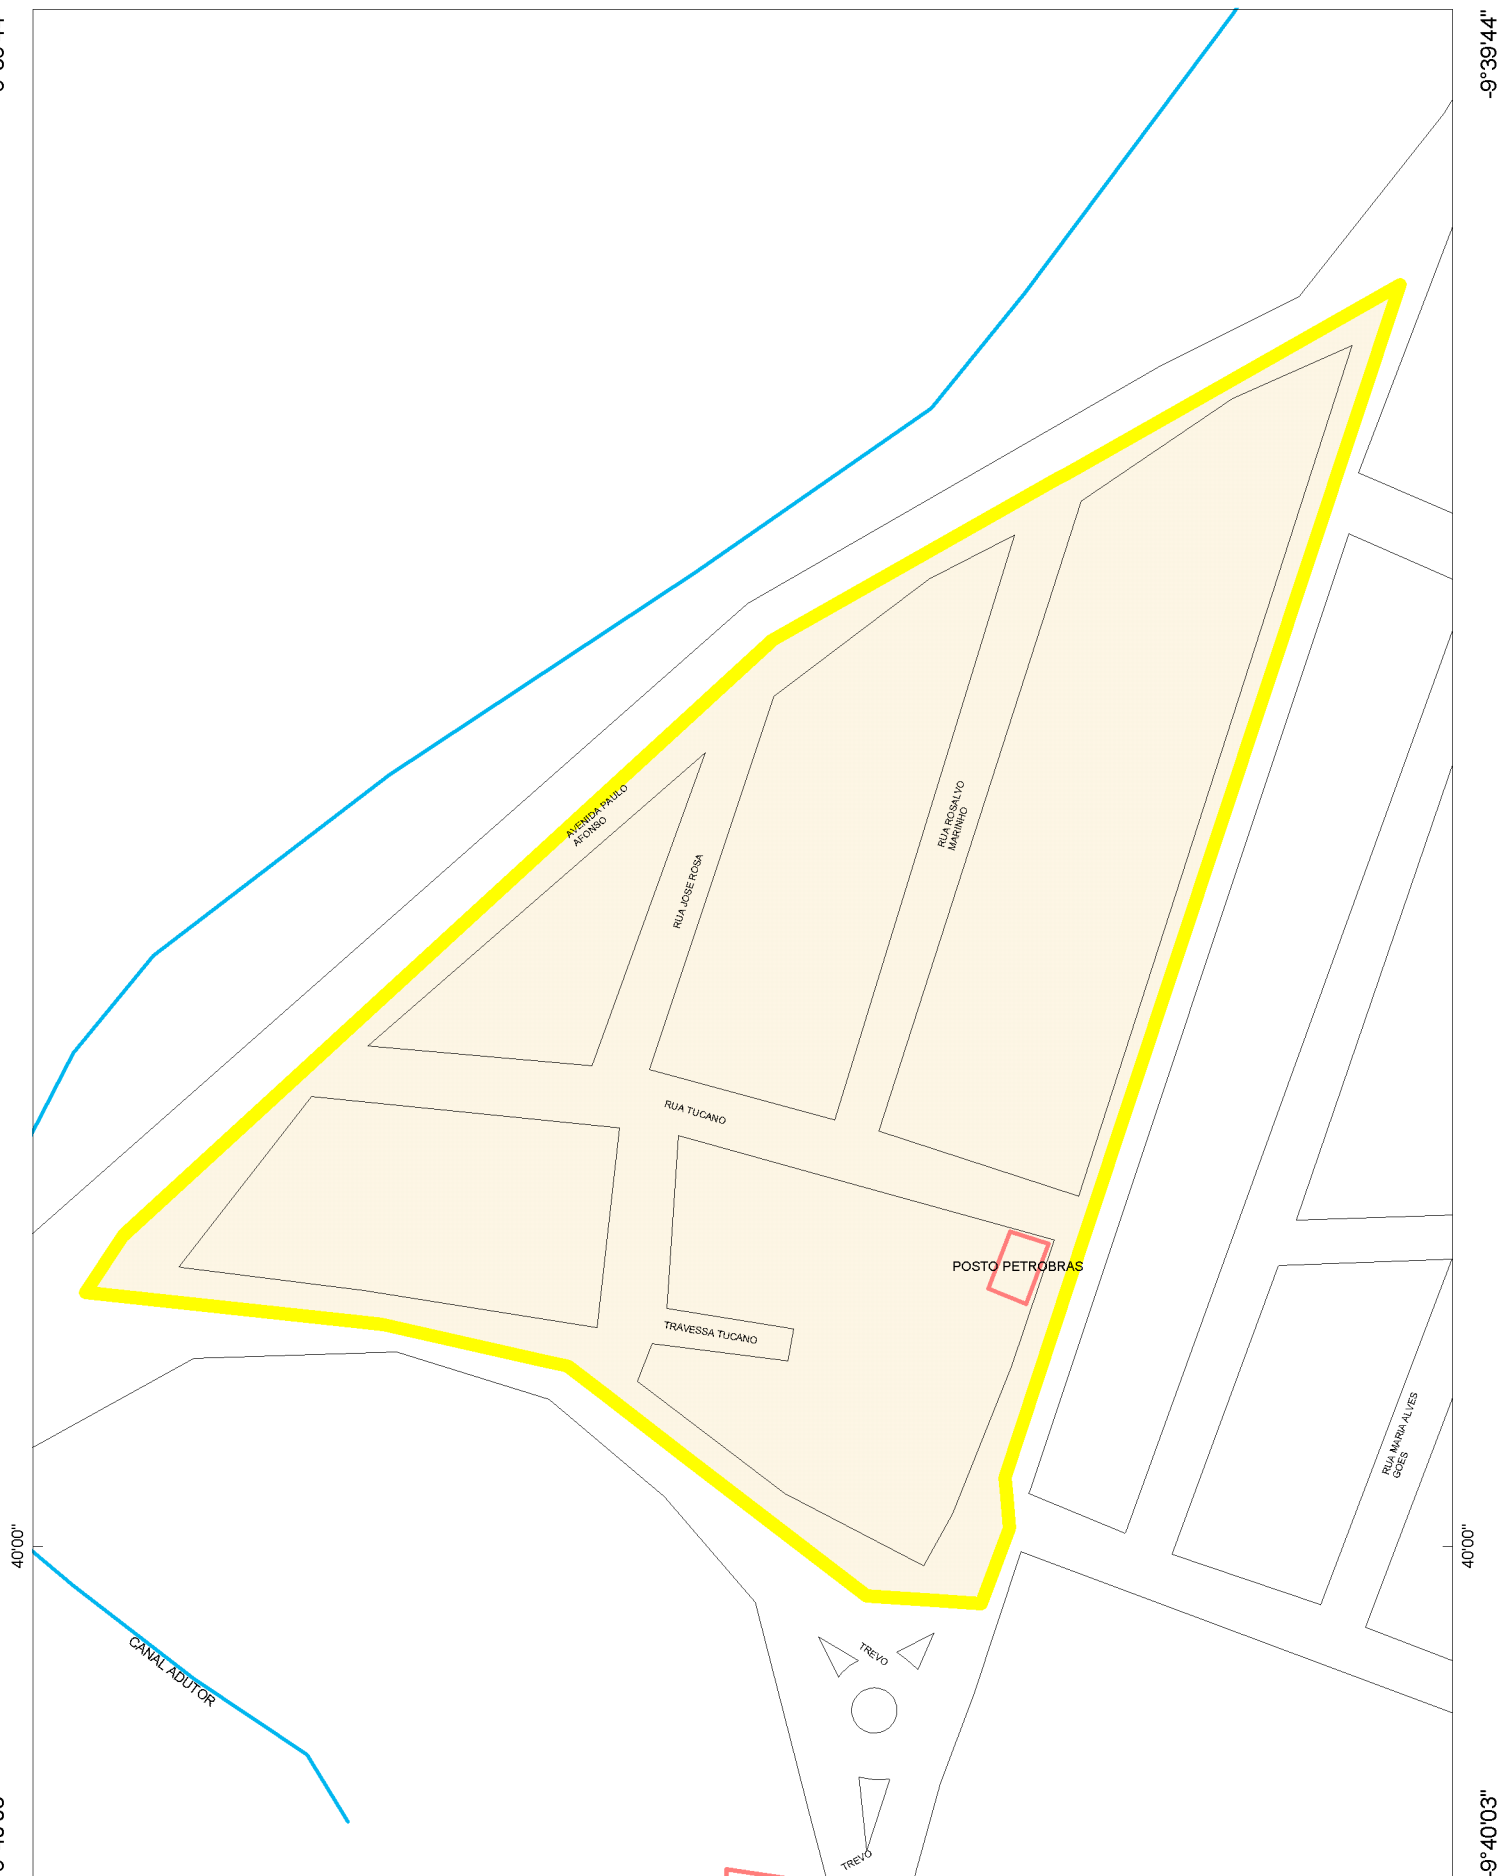 -9°39'44"
AVENIDA PAULO
AFONSO
RUA ROSALVO
MARINHO
RUA JOSE ROSA
RUA TUCANO
POSTO PETROBRAS
TRAVESSA TUCANO
RUA MARIA ALVES
GOES
40'00"
40'00"
CANAL ADUTOR
TREVO
TREVO
-9°40'03"